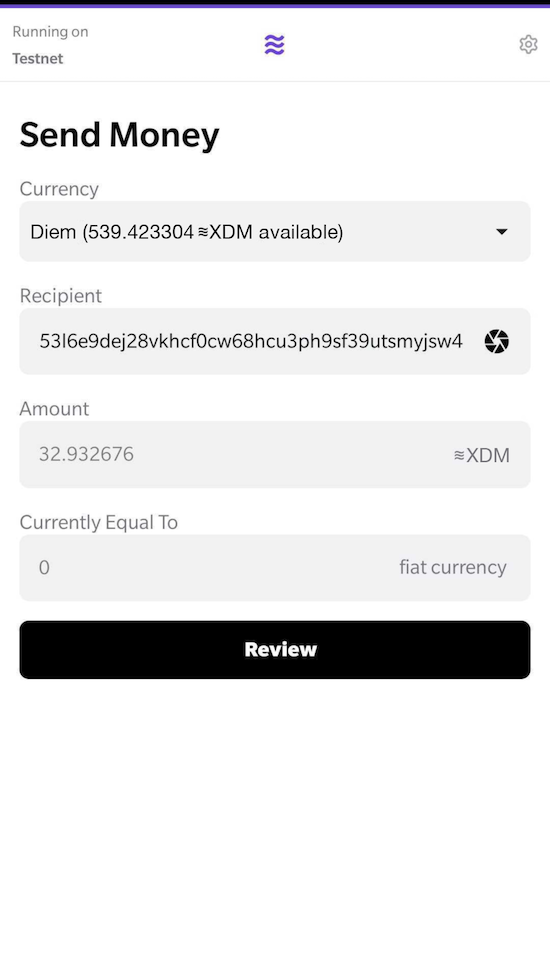 Running on
Testnet
Send Money
Currency
Diem (539.423304 ≋XDM available)
Recipient
53l6e9dej28vkhcf0cw68hcu3ph9sf39utsmyjsw4
Amount
32.932676 ≋XDM
Currently Equal To
0 fiat currency
Review